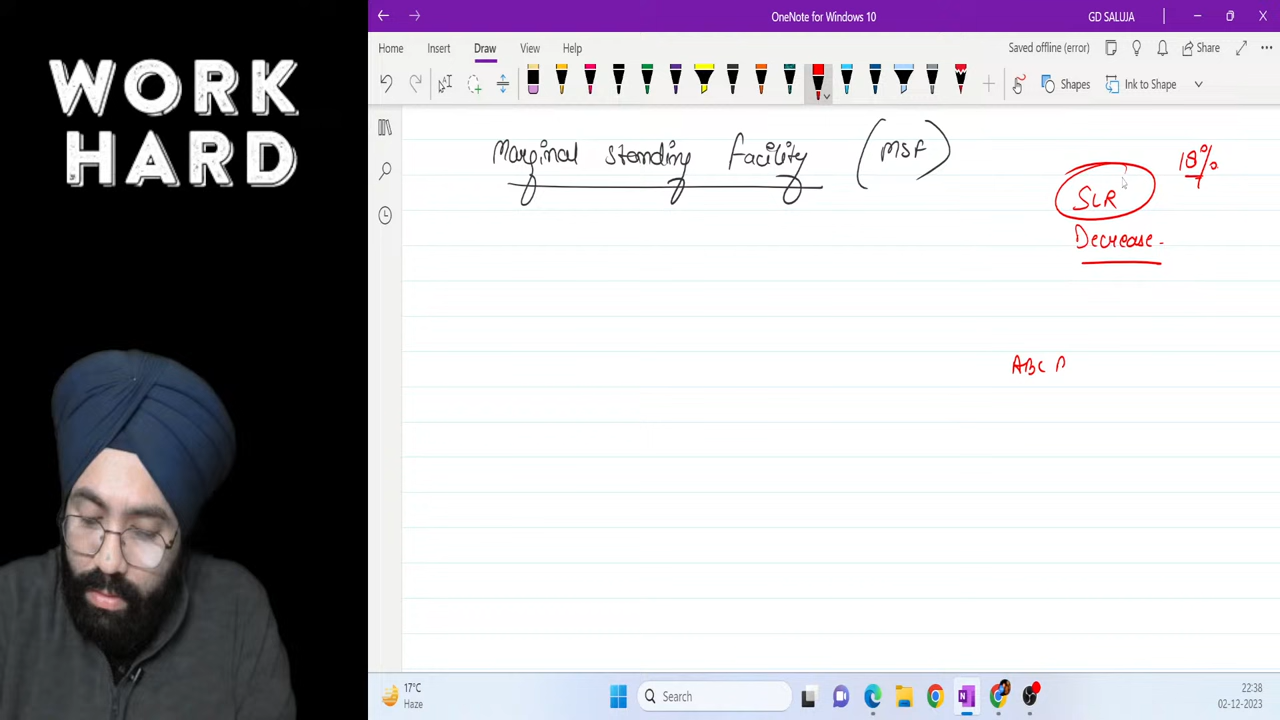 WORK
HARD
OneNote for Windows 10
GD SALUJA
Home Insert Draw View Help
Saved offline (error)
Share
Shapes
Ink to Shape
Marginal Standing Facility (MSF)
18%
SLR
Decrease.
ABC
17°C
Haze
Search
22:38
02-12-2023